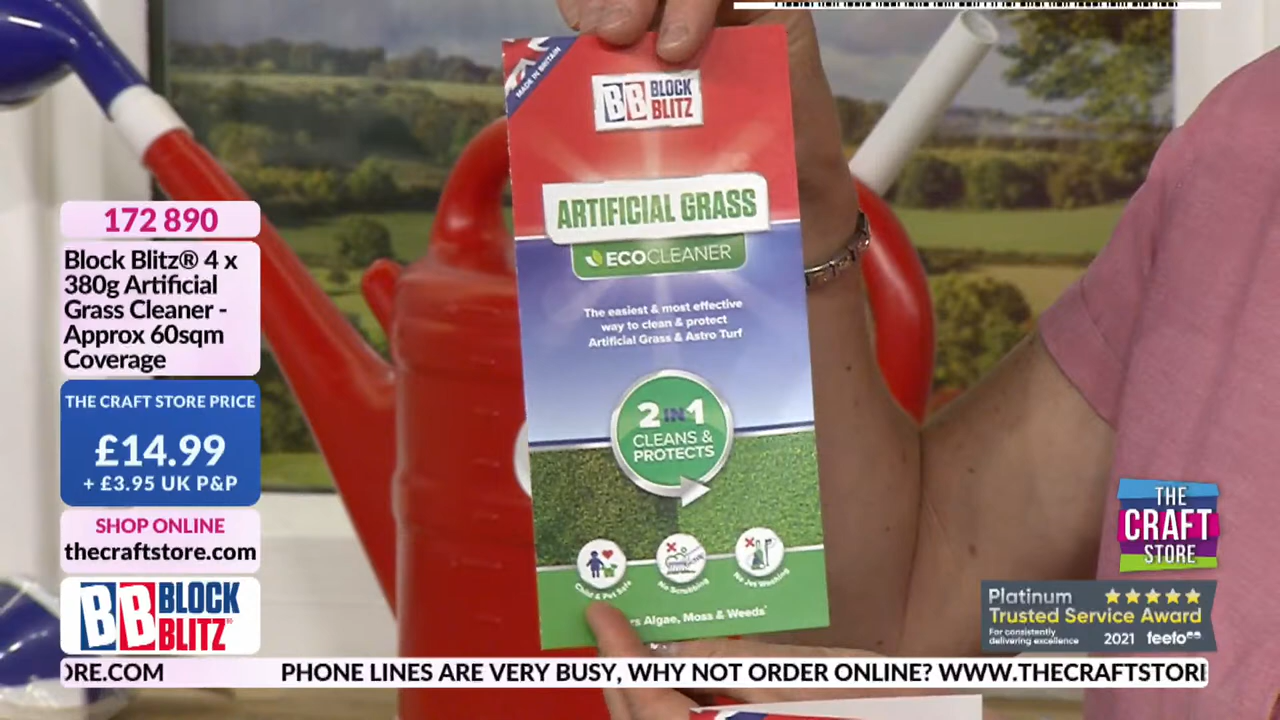 172 890
Block Blitz® 4 x
380g Artificial
Grass Cleaner -
Approx 60sqm
Coverage
THE CRAFT STORE PRICE
£14.99
+ £3.95 UK P&P
SHOP ONLINE
thecraftstore.com
BB BLOCK
BLITZ®
MADE IN BRITAIN
BB BLOCK
BLITZ
ARTIFICIAL GRASS
ECOCLEANER
The easiest & most effective
way to clean & protect
Artificial Grass & Astro Turf
2 IN 1
CLEANS &
PROTECTS
Child & Pet Safe
No Scrubbing
No Jet Washing
Algae, Moss & Weeds*
THE
CRAFT
STORE
Platinum
Trusted Service Award
For consistently
delivering excellence
2021 feefo
ORE.COM PHONE LINES ARE VERY BUSY, WHY NOT ORDER ONLINE? WWW.THECRAFTSTORE